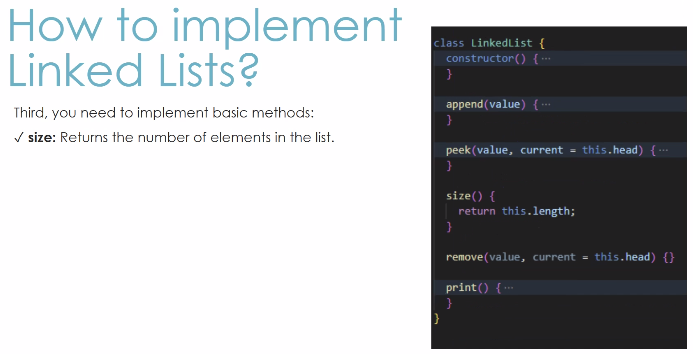 How to implement
Linked Lists?
Third, you need to implement basic methods:
✓ size: Returns the number of elements in the list.
class LinkedList {
constructor() {···
}
append(value) {···
}
peek(value, current = this.head) {···
}
size() {
return this.length;
}
remove(value, current = this.head) {}
print() {···
}
}